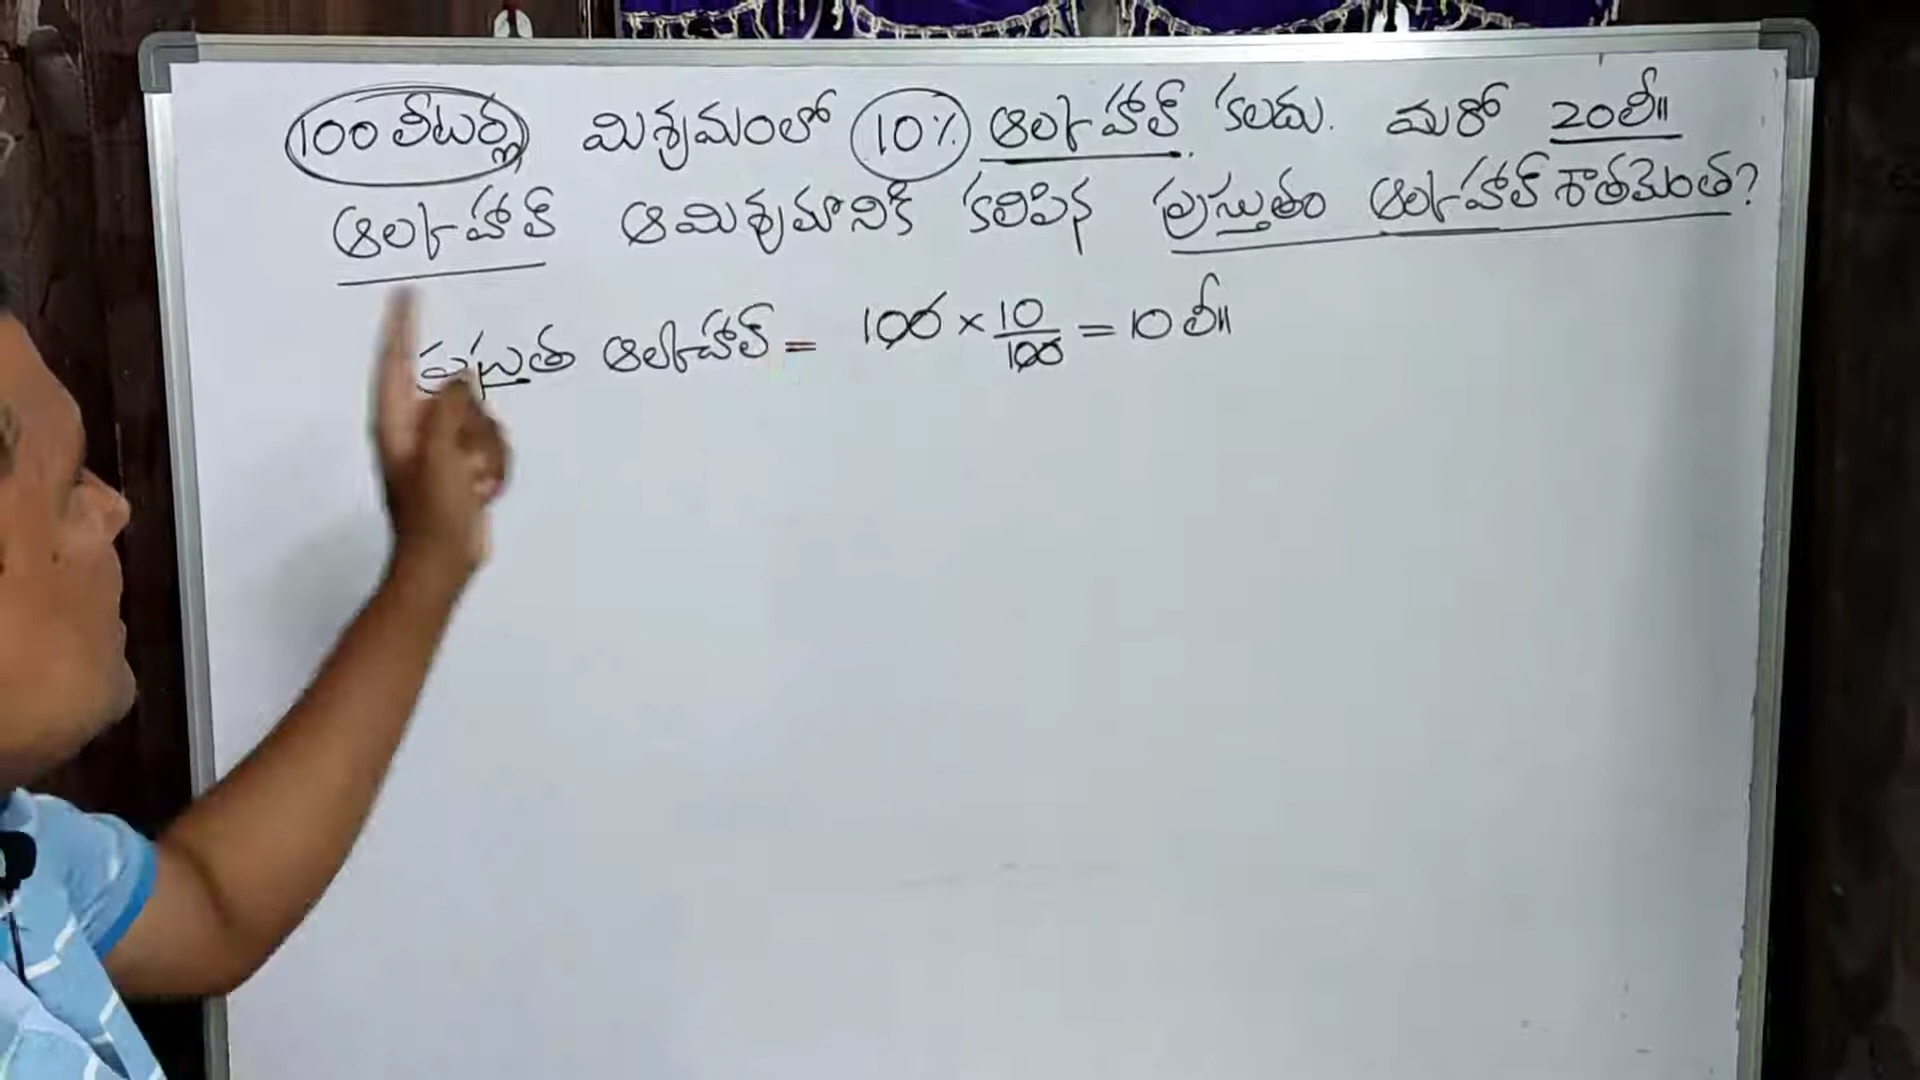 100 లీటర్ల మిశ్రమంలో 10% ఆల్కహాల్ కలదు. మరో 20లీ॥
ఆల్కహాల్ ఆమిశ్రమానికి కలిపిన ప్రస్తుతం ఆల్కహాల్ శాతమెంత?
ప్రస్తుత ఆల్కహాల్ = 100 × 10/100 = 10 లీ॥